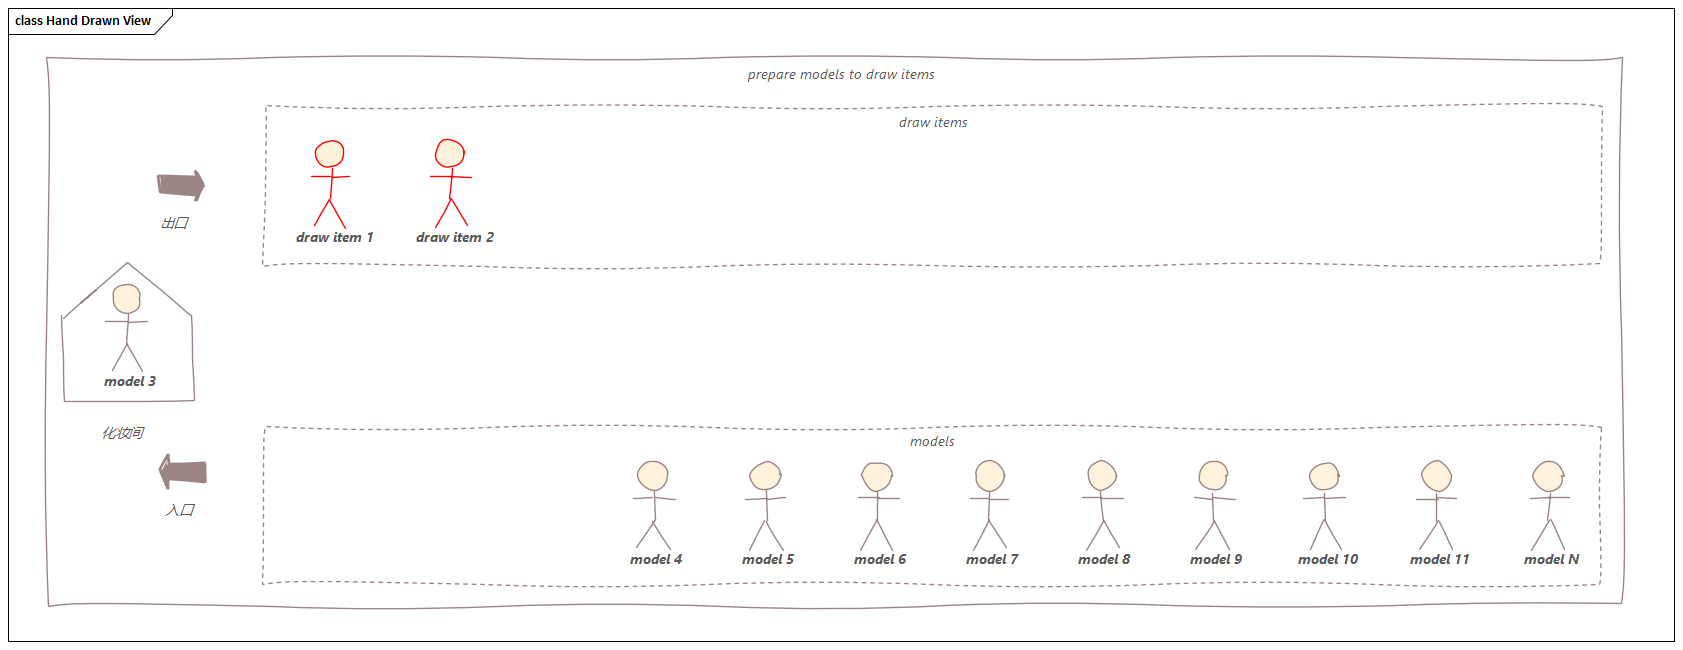 class Hand Drawn View
prepare models to draw items
draw items
draw item 1
draw item 2
出口
model 3
化妆间
入口
models
model 4
model 5
model 6
model 7
model 8
model 9
model 10
model 11
model N